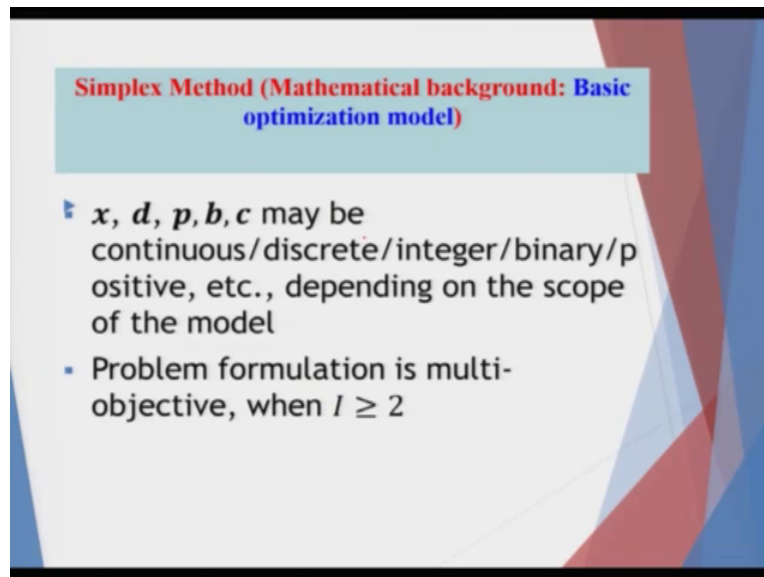 Simplex Method (Mathematical background: Basic
optimization model)
x, d, p, b, c may be
continuous/discrete/integer/binary/p
ositive, etc., depending on the scope
of the model
Problem formulation is multi-
objective, when I ≥ 2